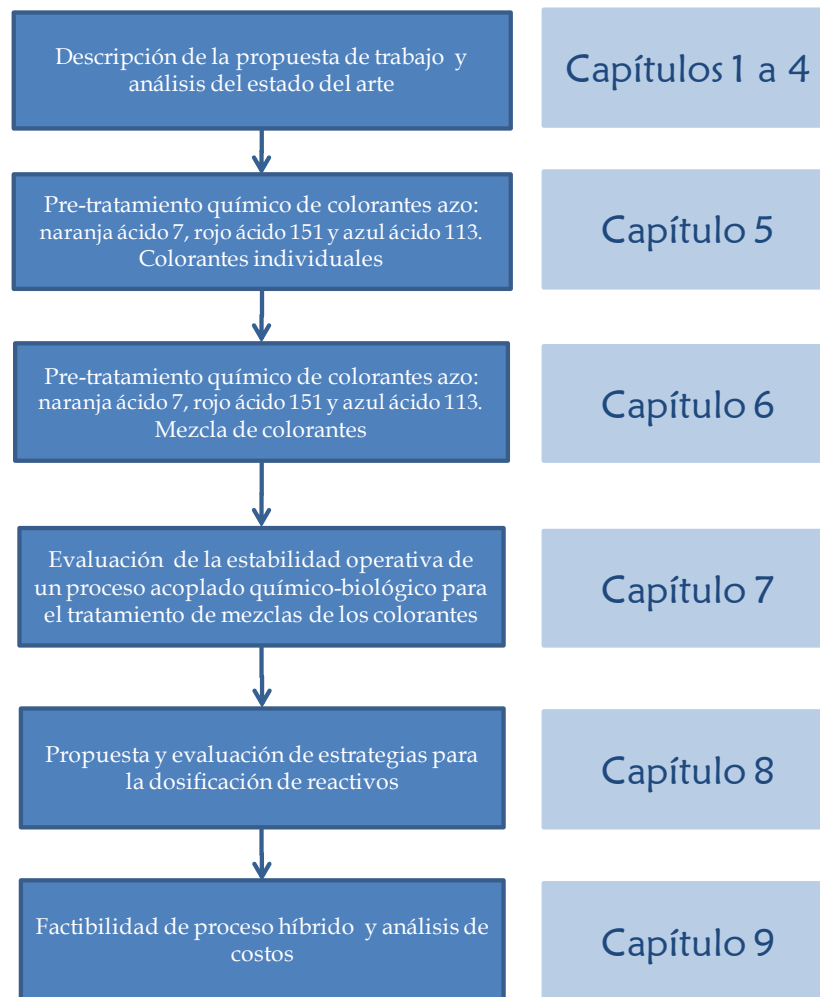 Descripción de la propuesta de trabajo y
análisis del estado del arte
Capítulos 1 a 4
Pre-tratamiento químico de colorantes azo:
naranja ácido 7, rojo ácido 151 y azul ácido 113.
Colorantes individuales
Capítulo 5
Pre-tratamiento químico de colorantes azo:
naranja ácido 7, rojo ácido 151 y azul ácido 113.
Mezcla de colorantes
Capítulo 6
Evaluación de la estabilidad operativa de
un proceso acoplado químico-biológico para
el tratamiento de mezclas de los colorantes
Capítulo 7
Propuesta y evaluación de estrategias para
la dosificación de reactivos
Capítulo 8
Factibilidad de proceso híbrido y análisis de
costos
Capítulo 9